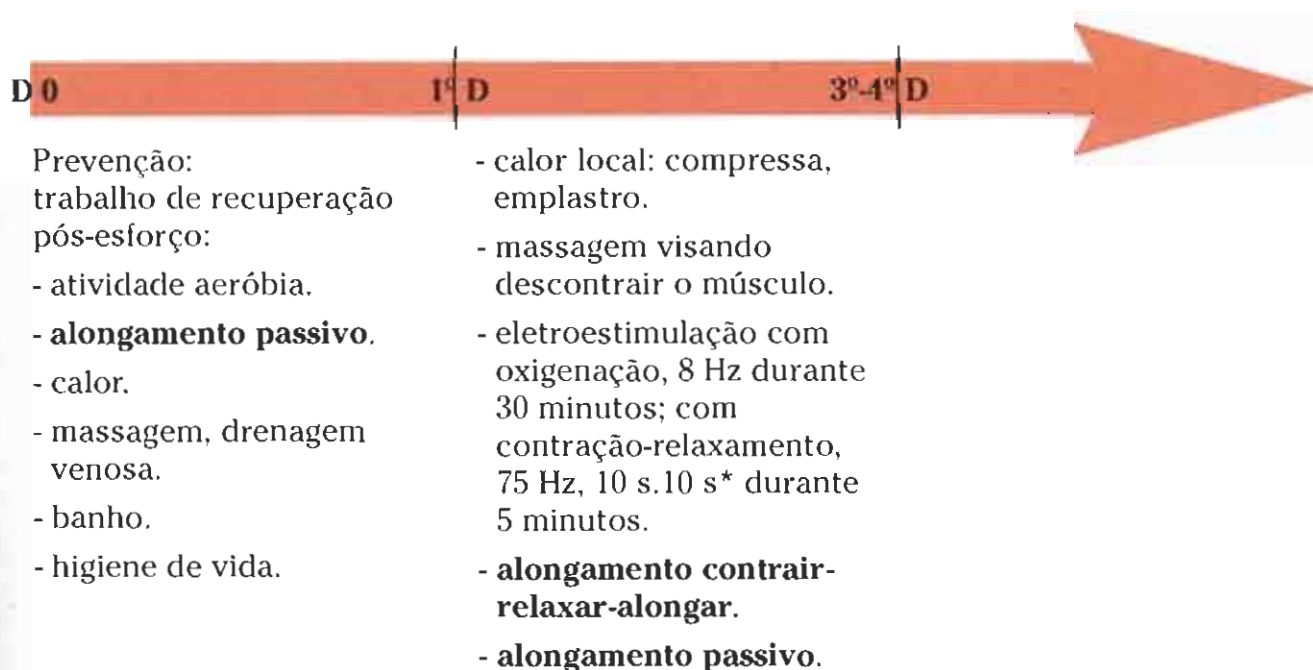 D 0
1º D
3º-4º D
Prevenção:
trabalho de recuperação
pós-esforço:
- atividade aeróbia.
- alongamento passivo.
- calor.
- massagem, drenagem
venosa.
- banho.
- higiene de vida.
- calor local: compressa,
emplastro.
- massagem visando
descontrair o músculo.
- eletroestimulação com
oxigenação, 8 Hz durante
30 minutos; com
contração-relaxamento,
75 Hz, 10 s.10 s* durante
5 minutos.
- alongamento contrair-
relaxar-alongar.
- alongamento passivo.